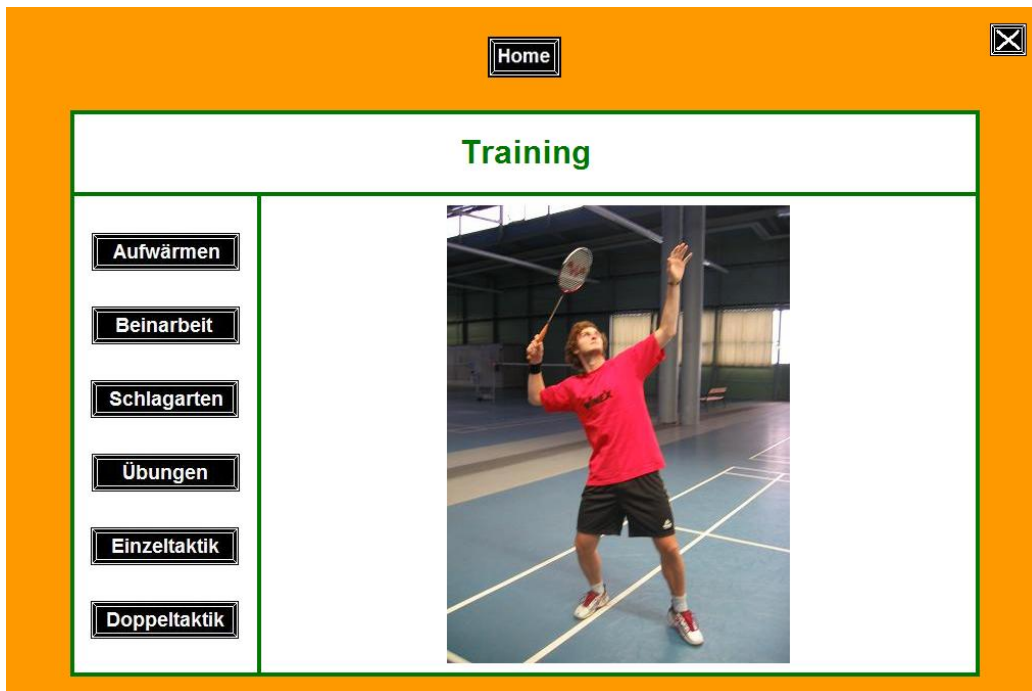 Home
Training
Aufwärmen
Beinarbeit
Schlagarten
Übungen
Einzeltaktik
Doppeltaktik